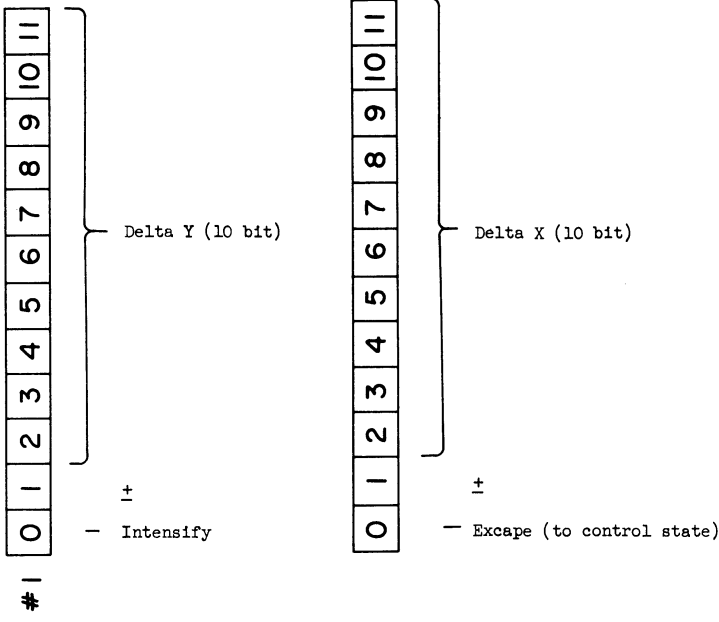 #1 0 1 2 3 4 5 6 7 8 9 10 11
Delta Y (10 bit)
±
— Intensify
0 1 2 3 4 5 6 7 8 9 10 11
Delta X (10 bit)
±
— Excape (to control state)